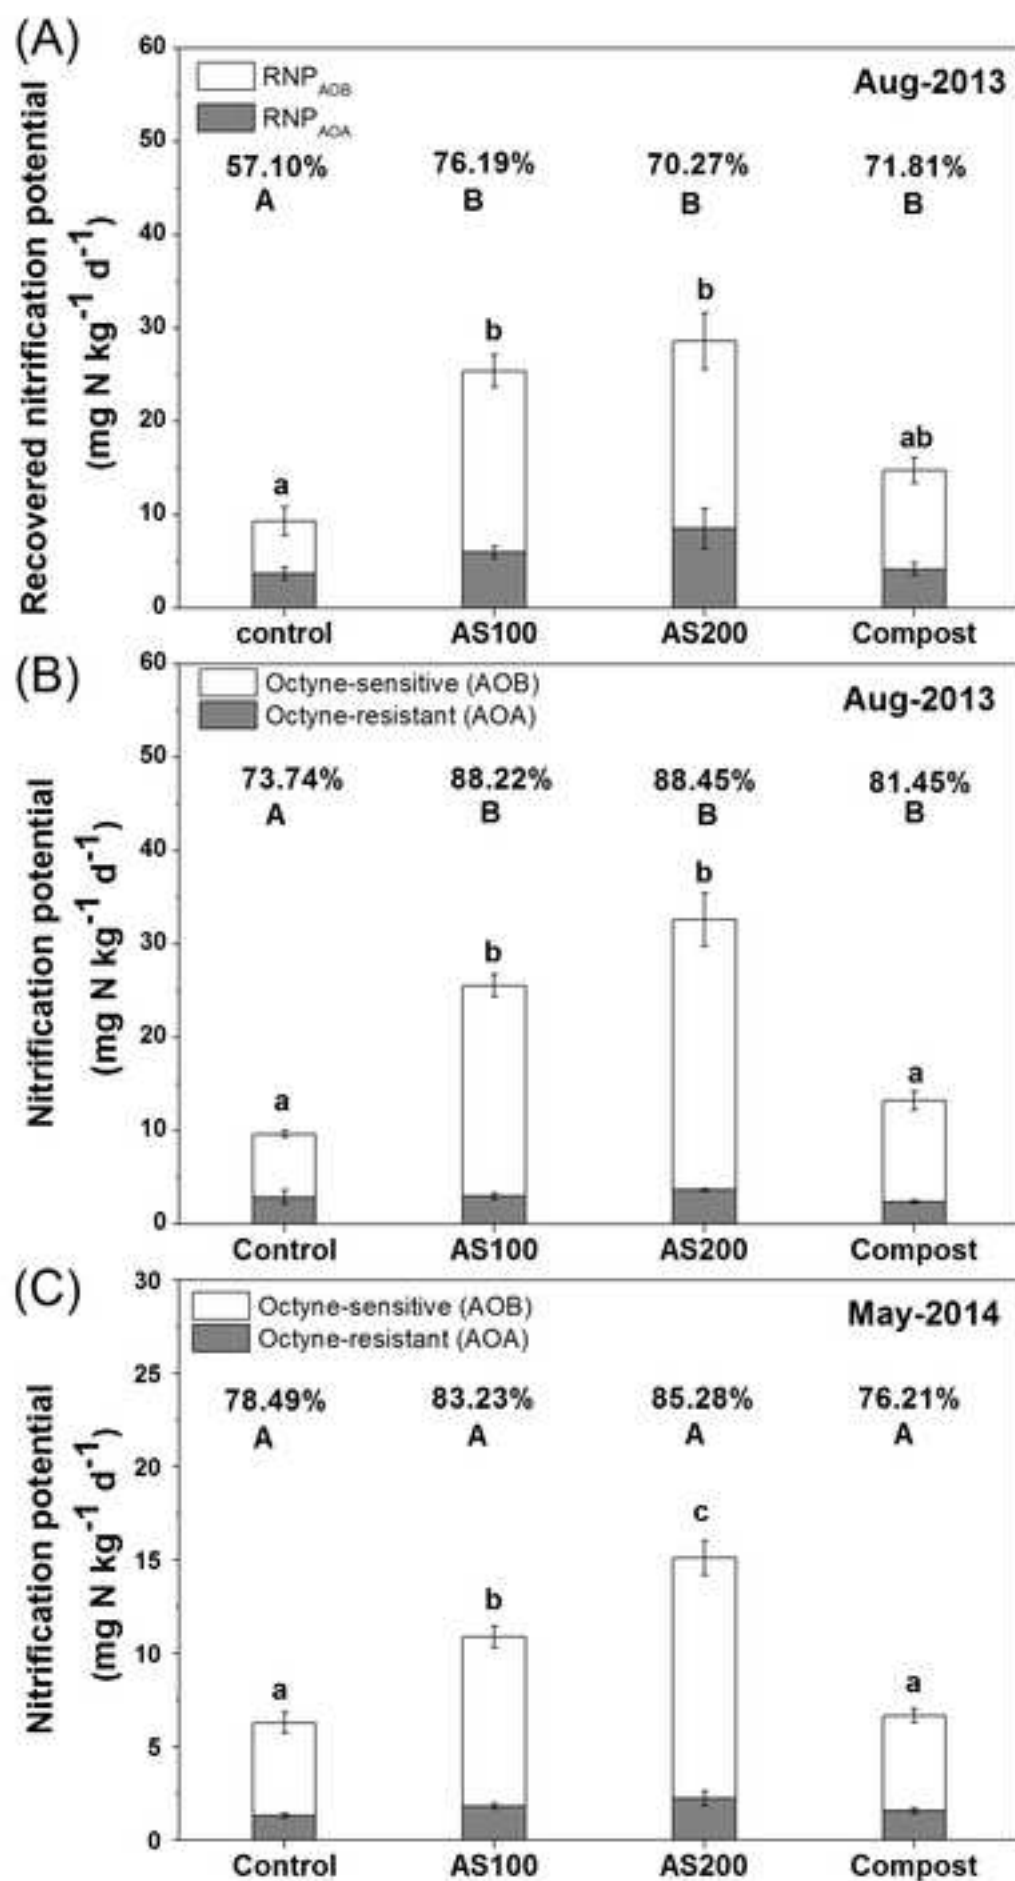 (A)
Recovered nitrification potential
(mg N kg⁻¹ d⁻¹)
60
50
40
30
20
10
0
RNP_AOB
RNP_AOA
Aug-2013
57.10% 76.19% 70.27% 71.81%
A B B B
a b b ab
control AS100 AS200 Compost
(B)
Nitrification potential
(mg N kg⁻¹ d⁻¹)
60
50
40
30
20
10
0
Octyne-sensitive (AOB)
Octyne-resistant (AOA)
Aug-2013
73.74% 88.22% 88.45% 81.45%
A B B B
a b b a
Control AS100 AS200 Compost
(C)
Nitrification potential
(mg N kg⁻¹ d⁻¹)
30
25
20
15
10
5
0
Octyne-sensitive (AOB)
Octyne-resistant (AOA)
May-2014
78.49% 83.23% 85.28% 76.21%
A A A A
a b c a
Control AS100 AS200 Compost